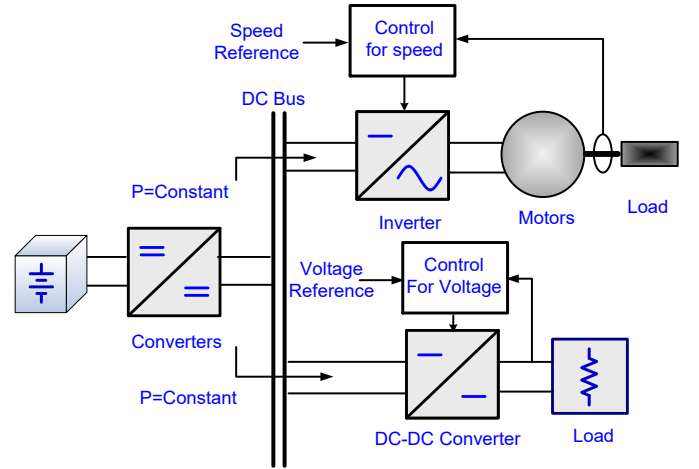 Speed
Reference
Control
for speed
DC Bus
P=Constant
Inverter
Motors
Load
Voltage
Reference
Control
For Voltage
Converters
P=Constant
DC-DC Converter
Load